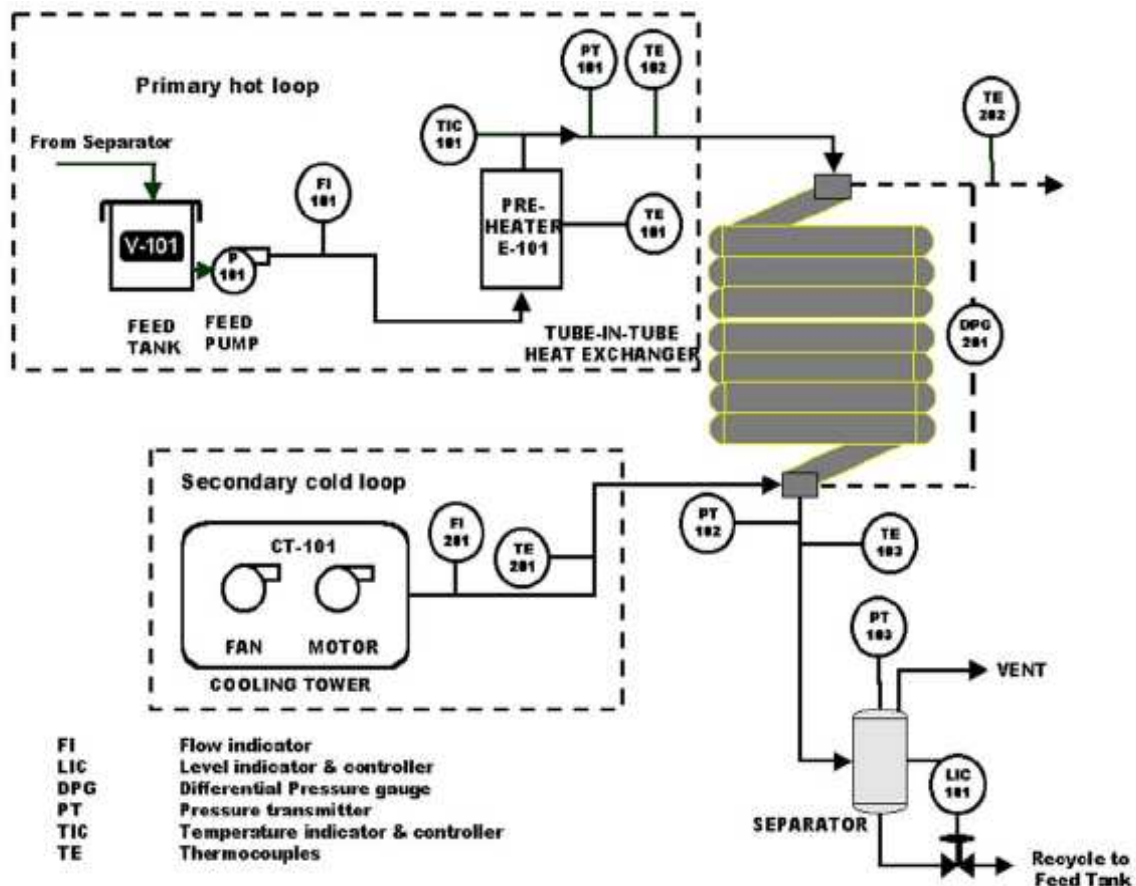 Primary hot loop
From Separator
V-101
FEED
TANK
P
101
FEED
PUMP
FI
101
TIC
101
PRE-
HEATER
E-101
TE
101
PT
101
TE
102
TUBE-IN-TUBE
HEAT EXCHANGER
TE
202
DPG
201
Secondary cold loop
CT-101
FAN
MOTOR
COOLING TOWER
FI
201
TE
201
PT
102
TE
103
PT
103
VENT
SEPARATOR
LIC
101
Recycle to
Feed Tank
FI Flow indicator
LIC Level indicator & controller
DPG Differential Pressure gauge
PT Pressure transmitter
TIC Temperature indicator & controller
TE Thermocouples